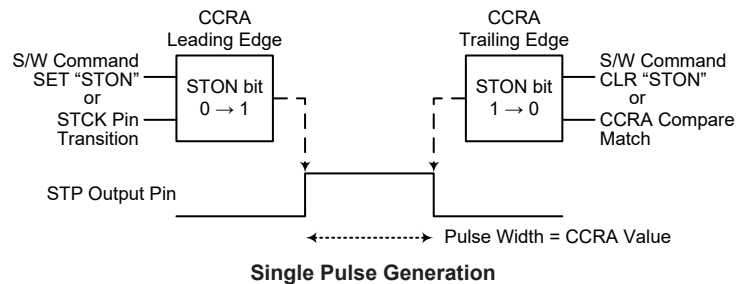 CCRA
Leading Edge
S/W Command
SET “STON”
or
STCK Pin
Transition
STON bit
0 → 1
CCRA
Trailing Edge
STON bit
1 → 0
S/W Command
CLR “STON”
or
CCRA Compare
Match
STP Output Pin
Pulse Width = CCRA Value
Single Pulse Generation